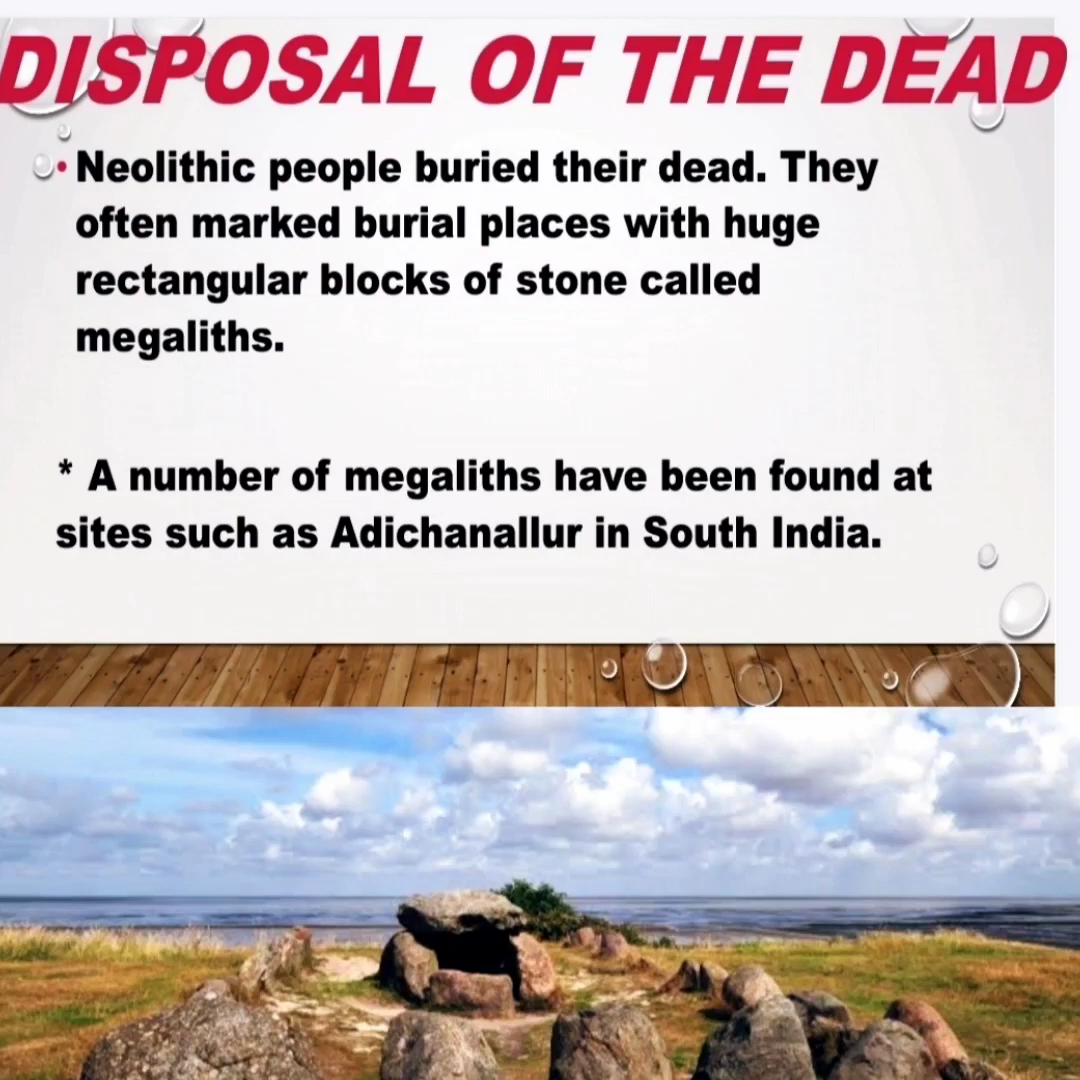 DISPOSAL OF THE DEAD
• Neolithic people buried their dead. They
often marked burial places with huge
rectangular blocks of stone called
megaliths.
* A number of megaliths have been found at
sites such as Adichanallur in South India.